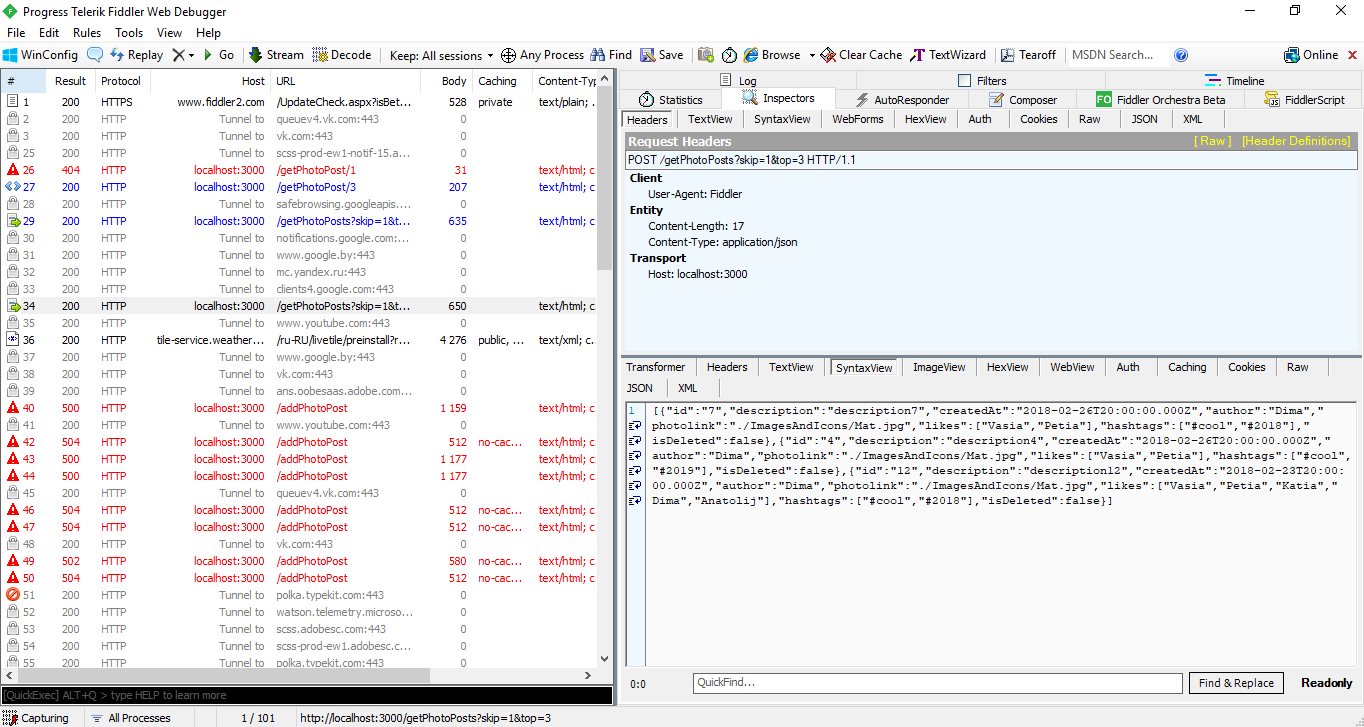 Progress Telerik Fiddler Web Debugger
File Edit Rules Tools View Help
WinConfig Replay Go Stream Decode Keep: All sessions Any Process Find Save Browse Clear Cache TextWizard Tearoff MSDN Search... Online
# Result Protocol Host URL Body Caching Content-Typ
1 200 HTTPS www.fiddler2.com /UpdateCheck.aspx?isBet... 528 private text/plain; .
2 200 HTTP Tunnel to queuev4.vk.com:443 0
3 200 HTTP Tunnel to vk.com:443 0
25 200 HTTP Tunnel to scss-prod-ew1-notif-15.a... 0
26 404 HTTP localhost:3000 /getPhotoPost/1 31 text/html; c.
27 200 HTTP localhost:3000 /getPhotoPost/3 207 text/html; c.
28 200 HTTP Tunnel to safebrowsing.googleapis.... 0
29 200 HTTP localhost:3000 /getPhotoPosts?skip=1&t... 635 text/html; c.
30 200 HTTP Tunnel to notifications.google.com:... 0
31 200 HTTP Tunnel to www.google.by:443 0
32 200 HTTP Tunnel to mc.yandex.ru:443 0
33 200 HTTP Tunnel to clients4.google.com:443 0
34 200 HTTP localhost:3000 /getPhotoPosts?skip=1&t... 650 text/html; c.
35 200 HTTP Tunnel to www.youtube.com:443 0
36 200 HTTP tile-service.weather... /ru-RU/livetile/preinstall?r... 4 276 public, ... text/xml; c.
37 200 HTTP Tunnel to www.google.by:443 0
38 200 HTTP Tunnel to vk.com:443 0
39 200 HTTP Tunnel to ans.oobesaas.adobe.com... 0
40 500 HTTP localhost:3000 /addPhotoPost 1 159 text/html; c.
41 200 HTTP Tunnel to www.youtube.com:443 0
42 504 HTTP localhost:3000 /addPhotoPost 512 no-cac... text/html; c.
43 500 HTTP localhost:3000 /addPhotoPost 1 177 text/html; c.
44 500 HTTP localhost:3000 /addPhotoPost 1 177 text/html; c.
45 200 HTTP Tunnel to queuev4.vk.com:443 0
46 504 HTTP localhost:3000 /addPhotoPost 512 no-cac... text/html; c.
47 504 HTTP localhost:3000 /addPhotoPost 512 no-cac... text/html; c.
48 200 HTTP Tunnel to vk.com:443 0
49 502 HTTP localhost:3000 /addPhotoPost 580 no-cac... text/html; c.
50 504 HTTP localhost:3000 /addPhotoPost 512 no-cac... text/html; c.
51 200 HTTP Tunnel to polka.typekit.com:443 0
52 200 HTTP Tunnel to watson.telemetry.microso... 0
53 200 HTTP Tunnel to scss.adobesc.com:443 0
54 200 HTTP Tunnel to scss-prod-ew1.adobesc.c... 0
55 200 HTTP Tunnel to polka.typekit.com:443 0
[QuickExec] ALT+Q > type HELP to learn more
Capturing All Processes 1 / 101 http://localhost:3000/getPhotoPosts?skip=1&top=3
Log Filters Timeline
Statistics Inspectors AutoResponder Composer FO Fiddler Orchestra Beta JS FiddlerScript
Headers TextView SyntaxView WebForms HexView Auth Cookies Raw JSON XML
Request Headers [ Raw ] [Header Definitions]
POST /getPhotoPosts?skip=1&top=3 HTTP/1.1
Client
User-Agent: Fiddler
Entity
Content-Length: 17
Content-Type: application/json
Transport
Host: localhost:3000
Transformer Headers TextView SyntaxView ImageView HexView WebView Auth Caching Cookies Raw
JSON XML
1 [{"id":"7","description":"description7","createdAt":"2018-02-26T20:00:00.000Z","author":"Dima","
photolink":"./ImagesAndIcons/Mat.jpg","likes":["Vasia","Petia"],"hashtags":["#cool","#2018"],"
isDeleted":false},{"id":"4","description":"description4","createdAt":"2018-02-26T20:00:00.000Z","
author":"Dima","photolink":"./ImagesAndIcons/Mat.jpg","likes":["Vasia","Petia"],"hashtags":["#cool",
"#2019"],"isDeleted":false},{"id":"12","description":"description12","createdAt":"2018-02-23T20:00:
00.000Z","author":"Dima","photolink":"./ImagesAndIcons/Mat.jpg","likes":["Vasia","Petia","Katia","
Dima","Anatolij"],"hashtags":["#cool","#2018"],"isDeleted":false}]
0:0 QuickFind... Find & Replace Readonly